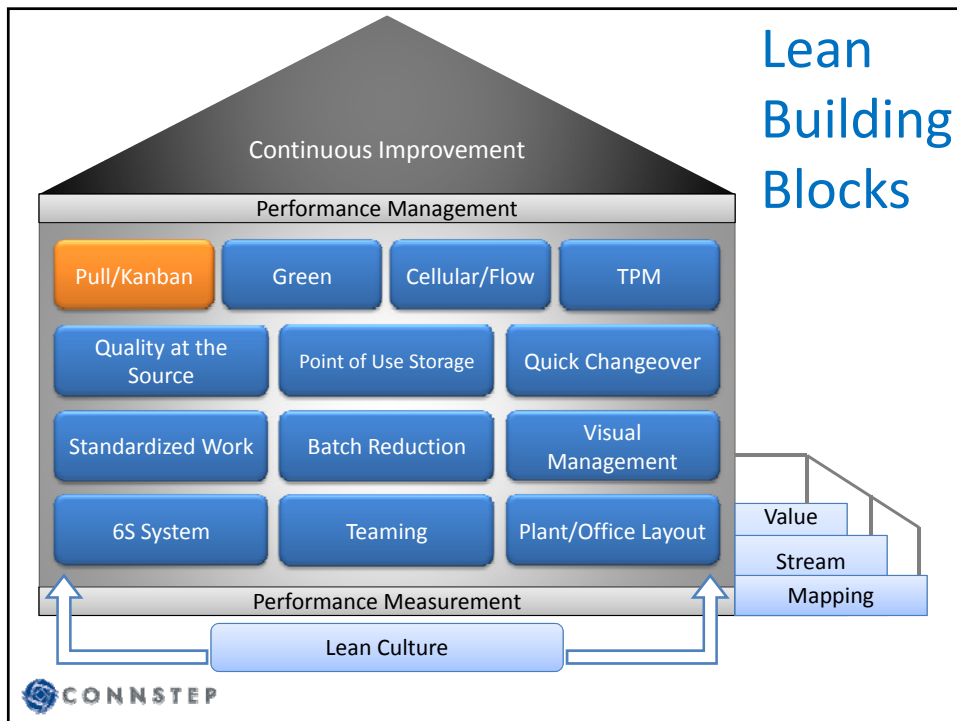 Lean
Building
Blocks
Continuous Improvement
Performance Management
Pull/Kanban
Green
Cellular/Flow
TPM
Quality at the
Source
Point of Use Storage
Quick Changeover
Standardized Work
Batch Reduction
Visual
Management
6S System
Teaming
Plant/Office Layout
Value
Stream
Mapping
Performance Measurement
Lean Culture
CONNSTEP